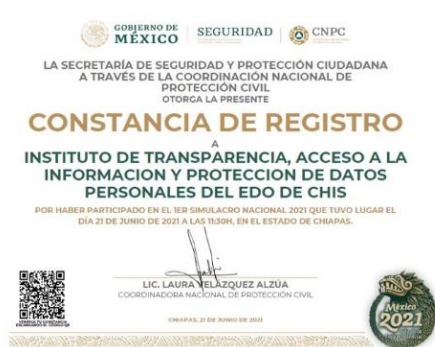 GOBIERNO DE
MÉXICO
SEGURIDAD
CNPC
LA SECRETARÍA DE SEGURIDAD Y PROTECCIÓN CIUDADANA
A TRAVÉS DE LA COORDINACIÓN NACIONAL DE
PROTECCIÓN CIVIL
OTORGA LA PRESENTE
CONSTANCIA DE REGISTRO
A
INSTITUTO DE TRANSPARENCIA, ACCESO A LA
INFORMACION Y PROTECCION DE DATOS
PERSONALES DEL EDO DE CHIS
POR HABER PARTICIPADO EN EL 1ER SIMULACRO NACIONAL 2021 QUE TUVO LUGAR EL
DÍA 21 DE JUNIO DE 2021 A LAS 11:30H, EN EL ESTADO DE CHIAPAS.
LIC. LAURA VELÁZQUEZ ALZÚA
COORDINADORA NACIONAL DE PROTECCIÓN CIVIL
CHIAPAS, 21 DE JUNIO DE 2021
México
2021